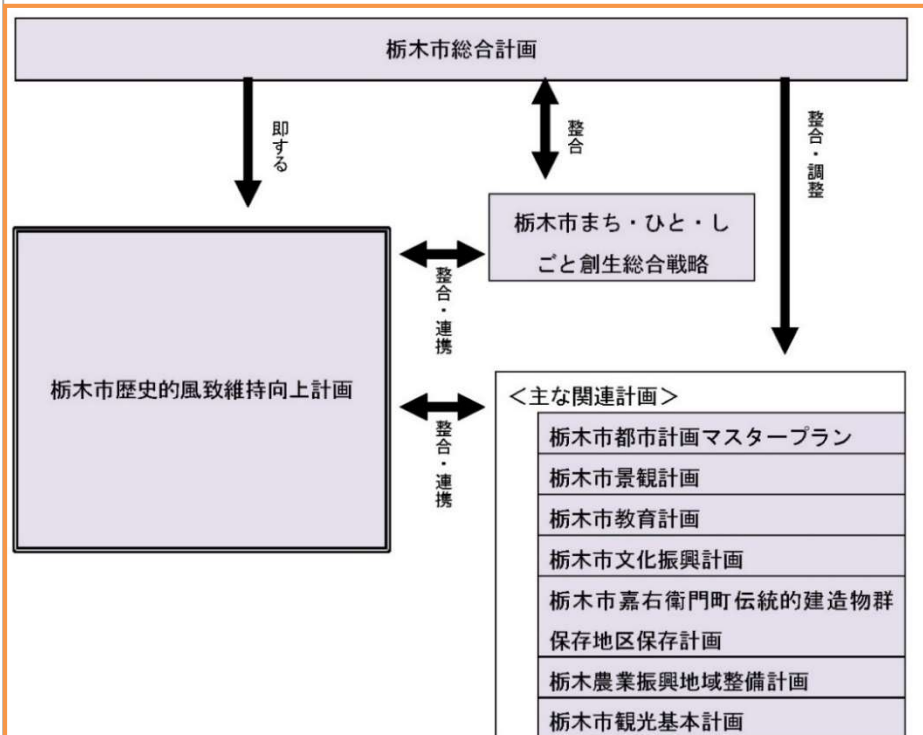 栃木市総合計画
即する
整合
整合・調整
栃木市まち・ひと・し
ごと創生総合戦略
整合・連携
栃木市歴史的風致維持向上計画
整合・連携
<主な関連計画>
栃木市都市計画マスタープラン
栃木市景観計画
栃木市教育計画
栃木市文化振興計画
栃木市嘉右衛門町伝統的建造物群
保存地区保存計画
栃木農業振興地域整備計画
栃木市観光基本計画